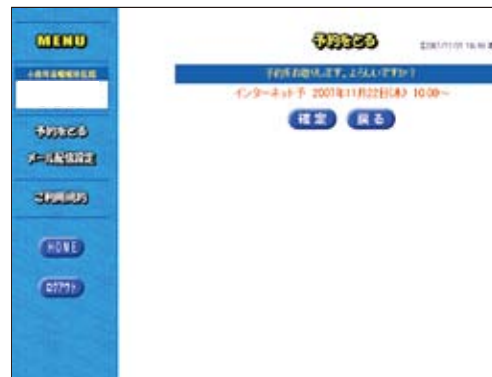 MENU
予約をとる
メール配信設定
ご利用規約
HOME
ログアウト
予約をとる
予約をお取りします。よろしいですか？
インターネット予 2007年11月22日(木) 10:00～
確定 戻る